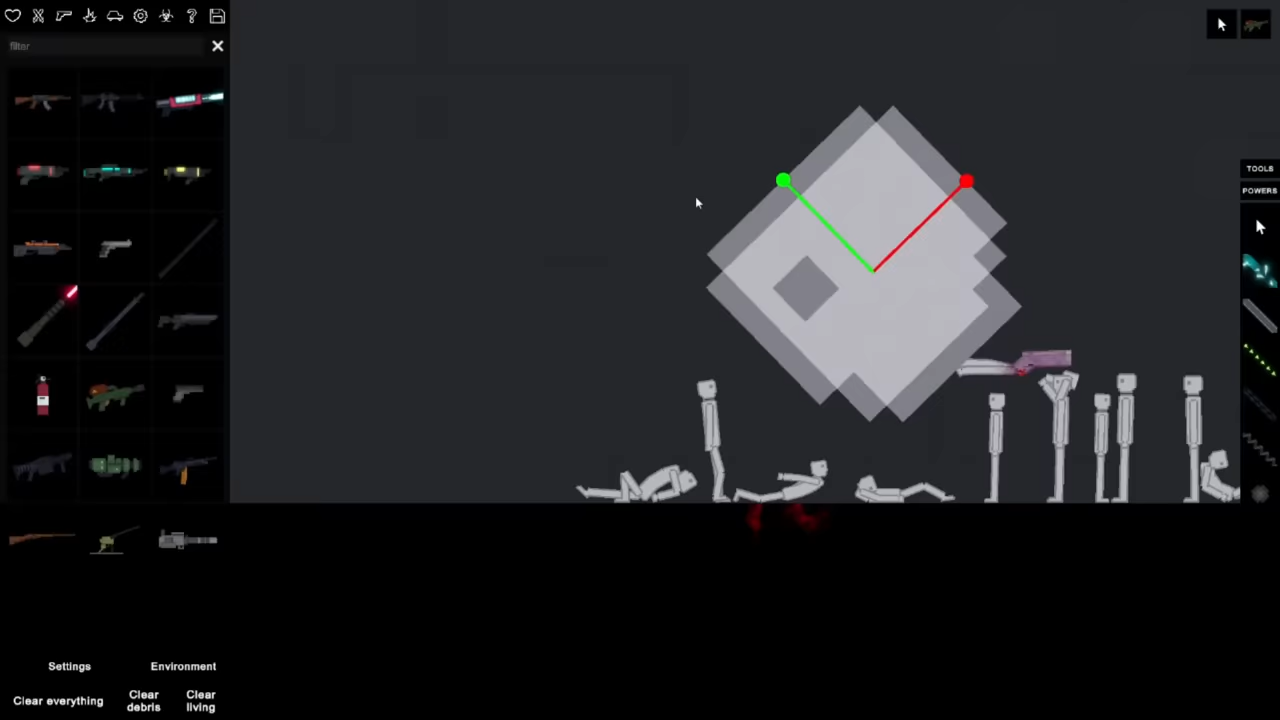 filter
TOOLS
POWERS
Settings
Environment
Clear everything
Clear debris
Clear living